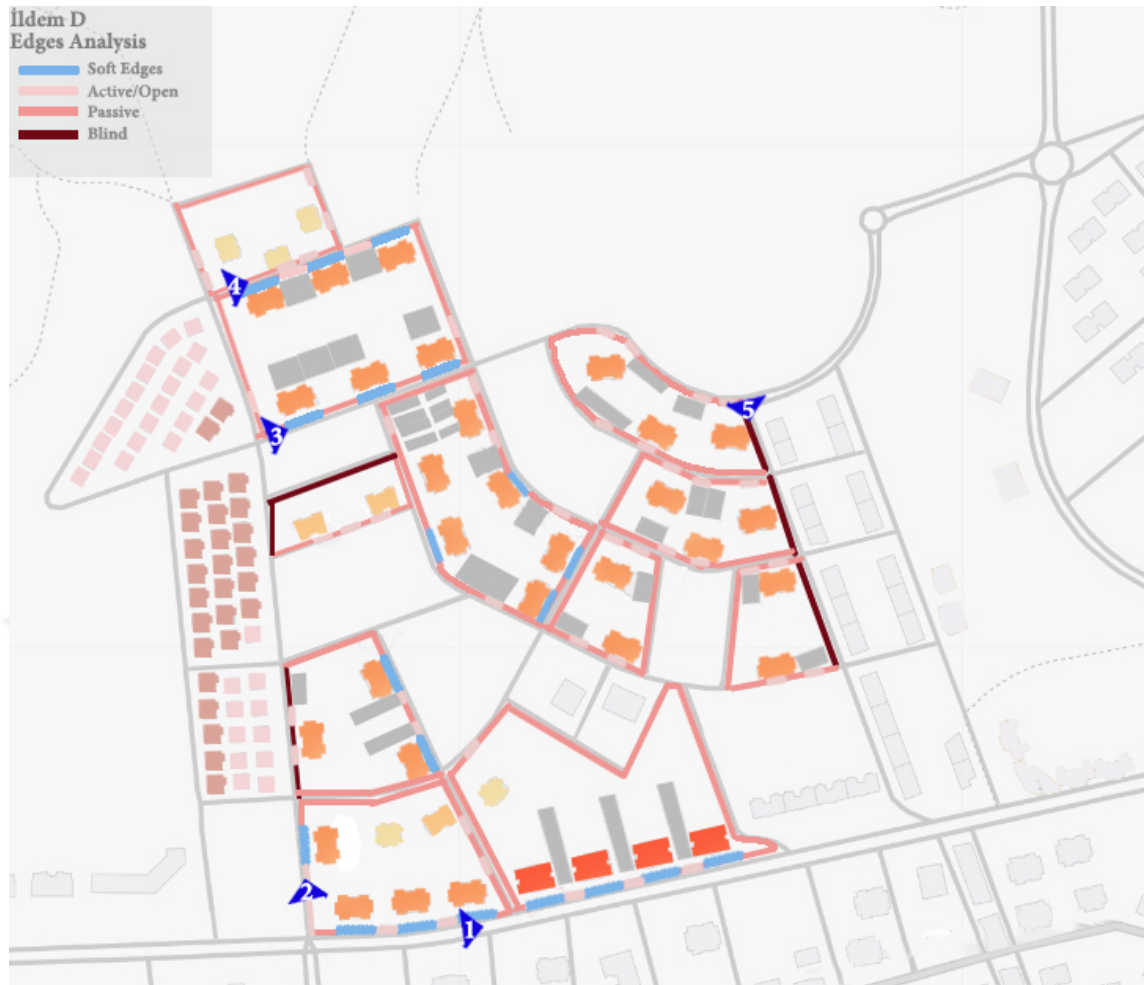 İldem D
Edges Analysis
Soft Edges
Active/Open
Passive
Blind
4
3
5
2
1